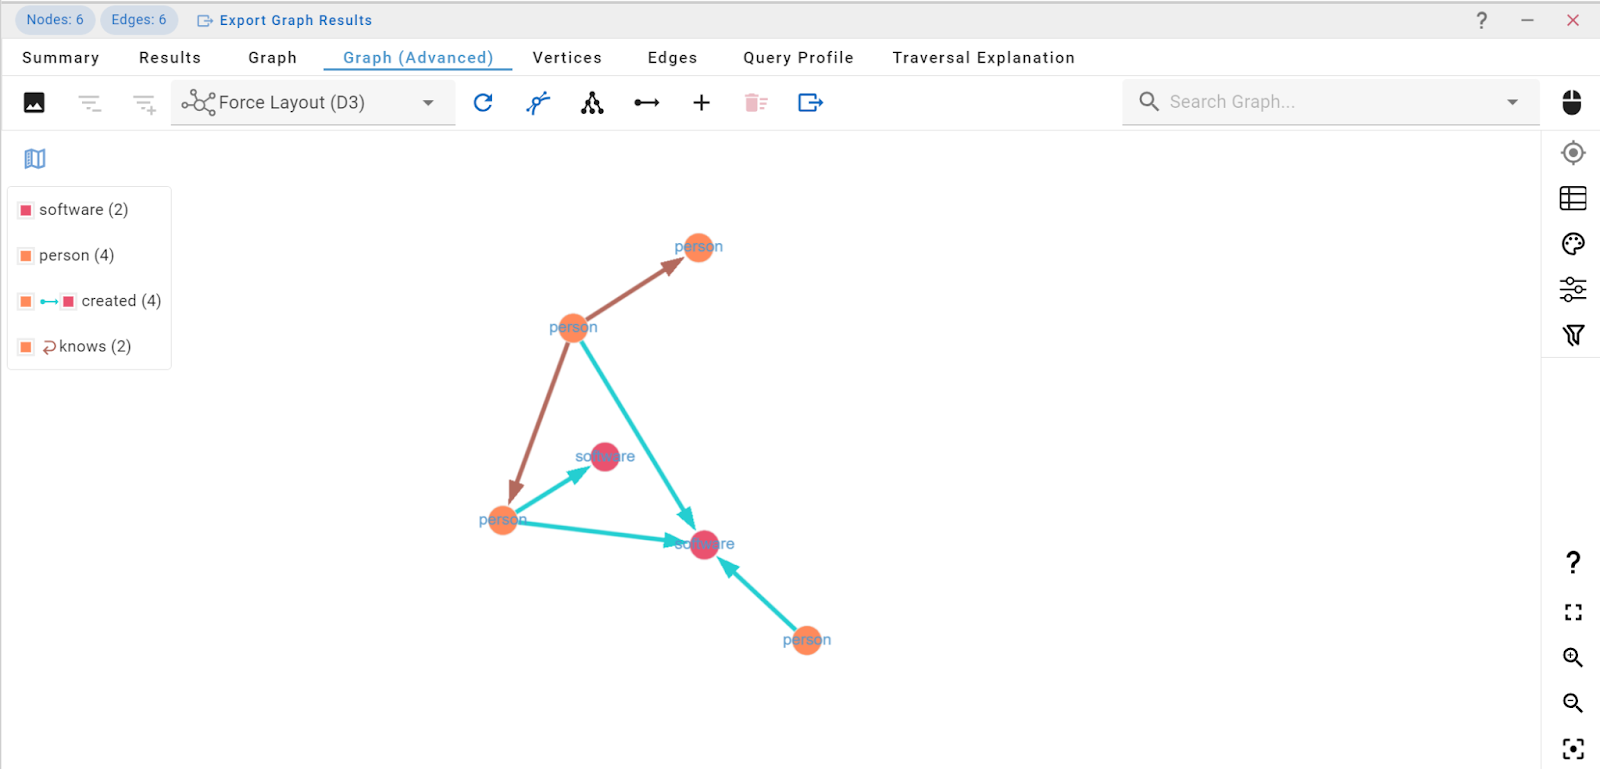 Nodes: 6 Edges: 6 Export Graph Results ?
Summary Results Graph Graph (Advanced) Vertices Edges Query Profile Traversal Explanation
Force Layout (D3) Search Graph...
software (2)
person (4)
created (4)
knows (2)
person
person
software
person
software
person
?